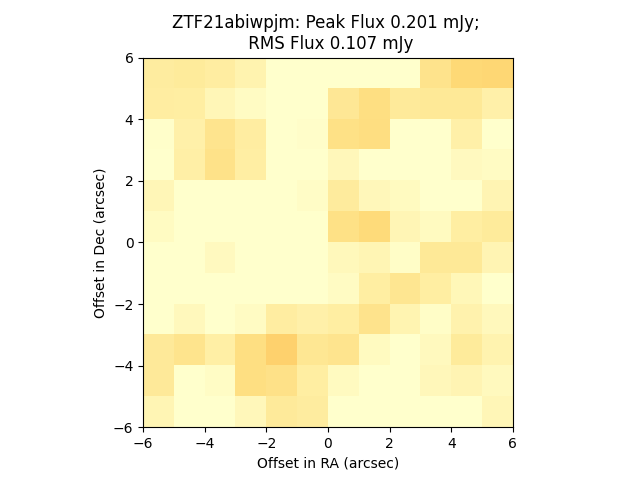 ZTF21abiwpjm: Peak Flux 0.201 mJy;
RMS Flux 0.107 mJy
6
4
2
0
−2
−4
−6
Offset in Dec (arcsec)
−6 −4 −2 0 2 4 6
Offset in RA (arcsec)